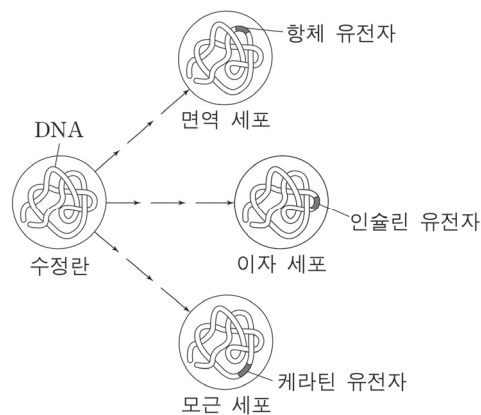 항체 유전자
면역 세포
DNA
수정란
인슐린 유전자
이자 세포
케라틴 유전자
모근 세포